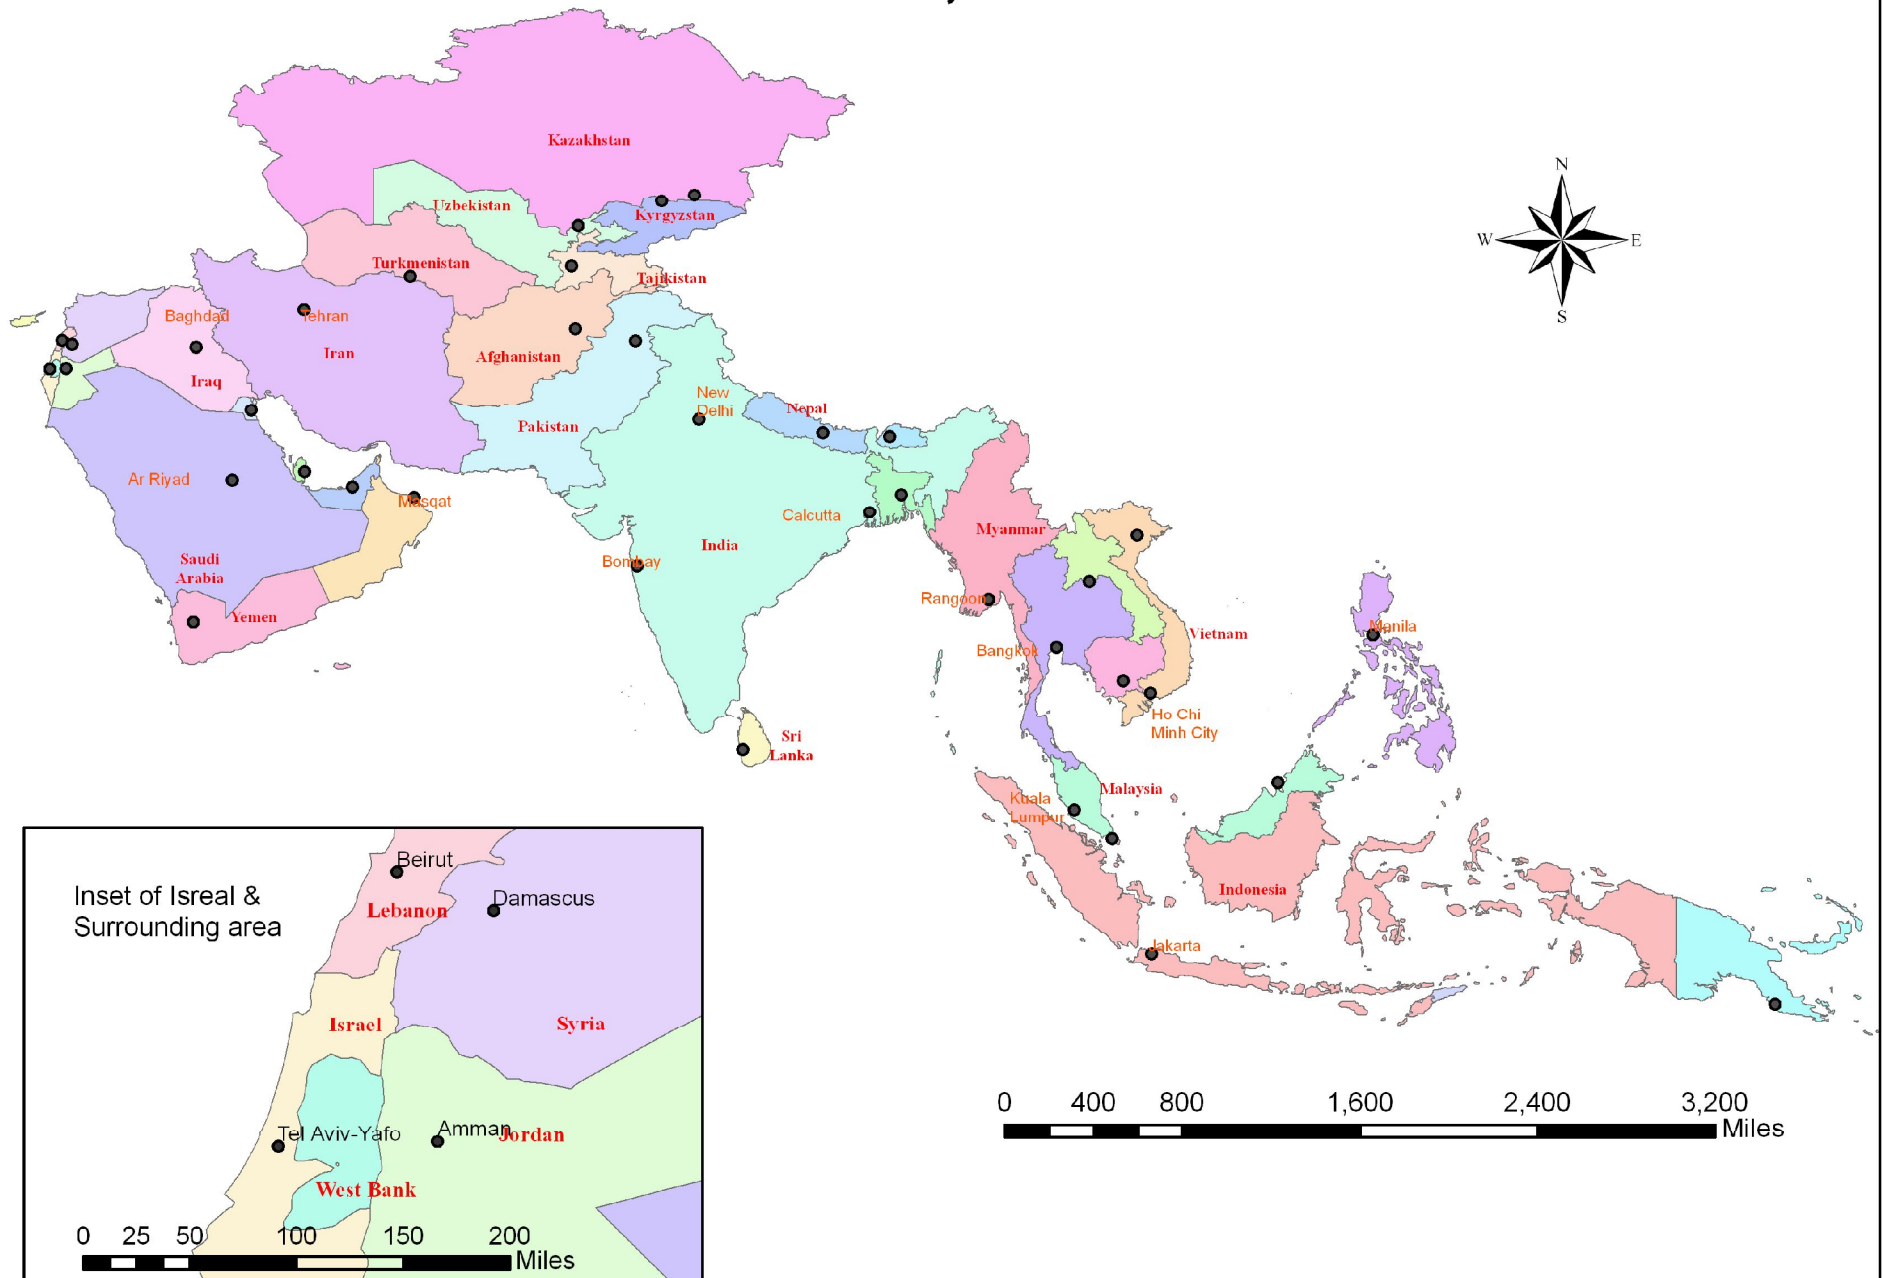 Kazakhstan
N
W
E
S
Uzbekistan
Kyrgyzstan
Turkmenistan
Tajikistan
Baghdad
Tehran
Iran
Afghanistan
Iraq
New
Delhi
Nepal
Pakistan
Ar Riyad
Masqat
Calcutta
Myanmar
India
Saudi
Arabia
Bombay
Rangoon
Yemen
Vietnam
Manila
Bangkok
Ho Chi
Minh City
Sri
Lanka
Malaysia
Kuala
Lumpur
Indonesia
Jakarta
Inset of Isreal &
Surrounding area
Beirut
Damascus
Lebanon
Israel
Syria
Tel Aviv-Yafo
Amman
Jordan
West Bank
0 25 50 100 150 200
Miles
0 400 800 1,600 2,400 3,200
Miles